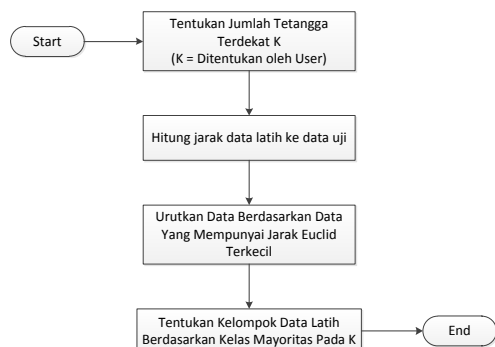 Start
Tentukan Jumlah Tetangga
Terdekat K
(K = Ditentukan oleh User)
Hitung jarak data latih ke data uji
Urutkan Data Berdasarkan Data
Yang Mempunyai Jarak Euclid
Terkecil
Tentukan Kelompok Data Latih
Berdasarkan Kelas Mayoritas Pada K
End